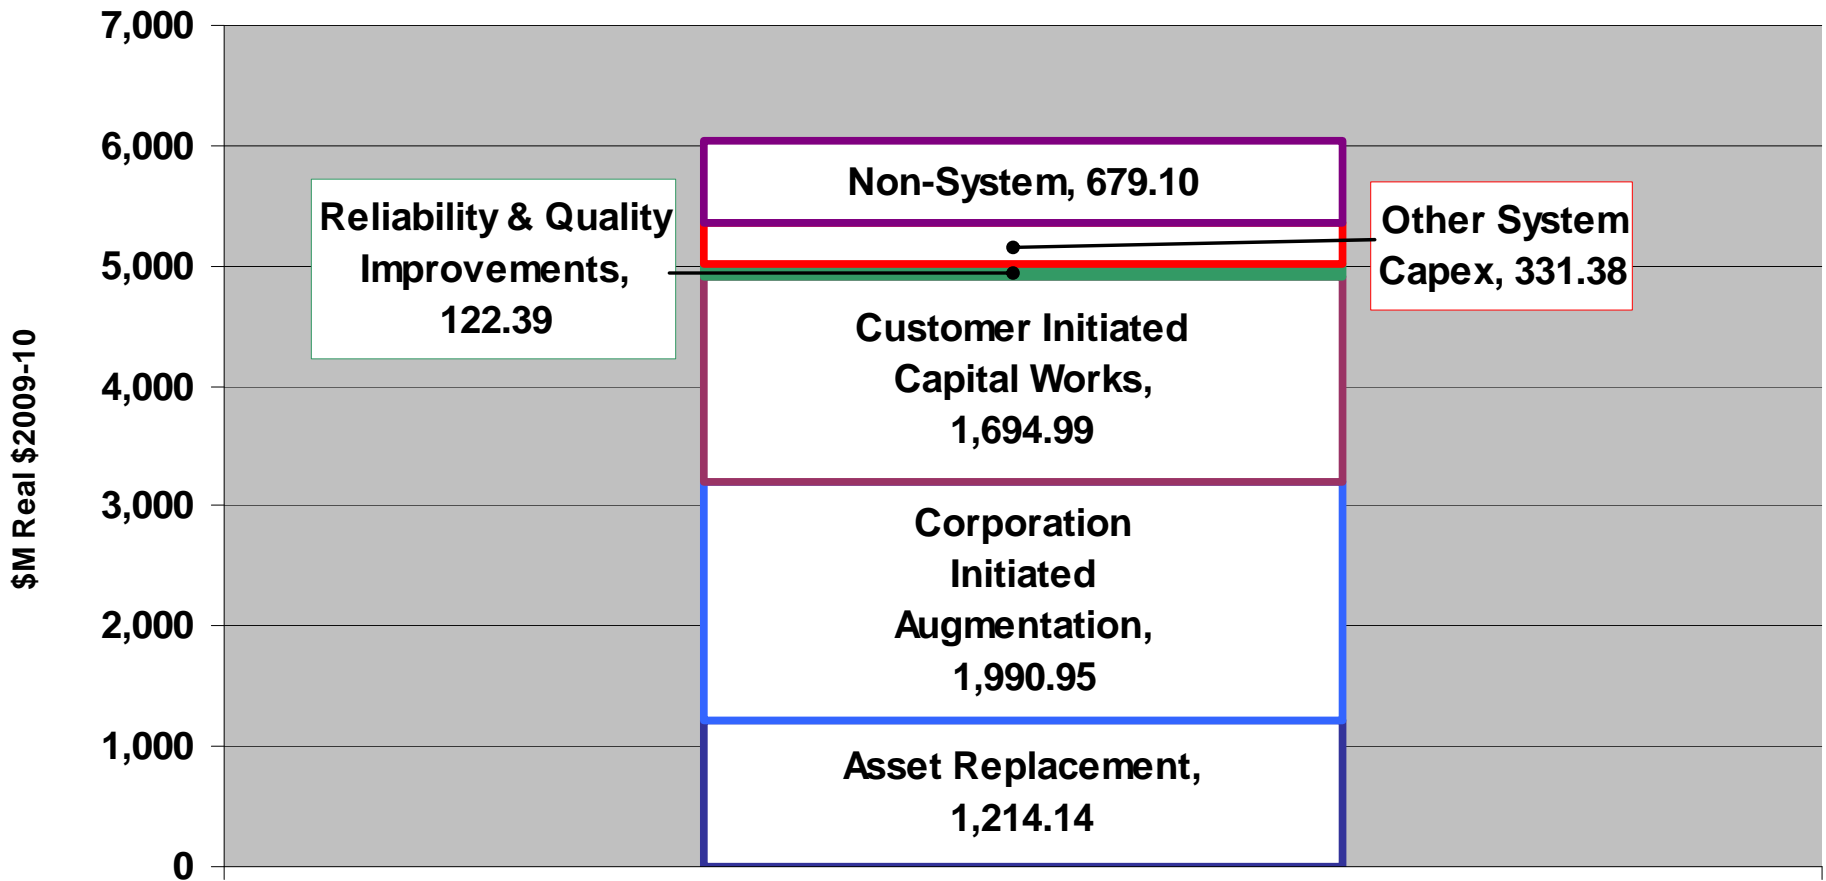 7,000
6,000
5,000
4,000
3,000
2,000
1,000
0
$M Real $2009-10
Non-System, 679.10
Reliability & Quality
Improvements,
122.39
Other System
Capex, 331.38
Customer Initiated
Capital Works,
1,694.99
Corporation
Initiated
Augmentation,
1,990.95
Asset Replacement,
1,214.14